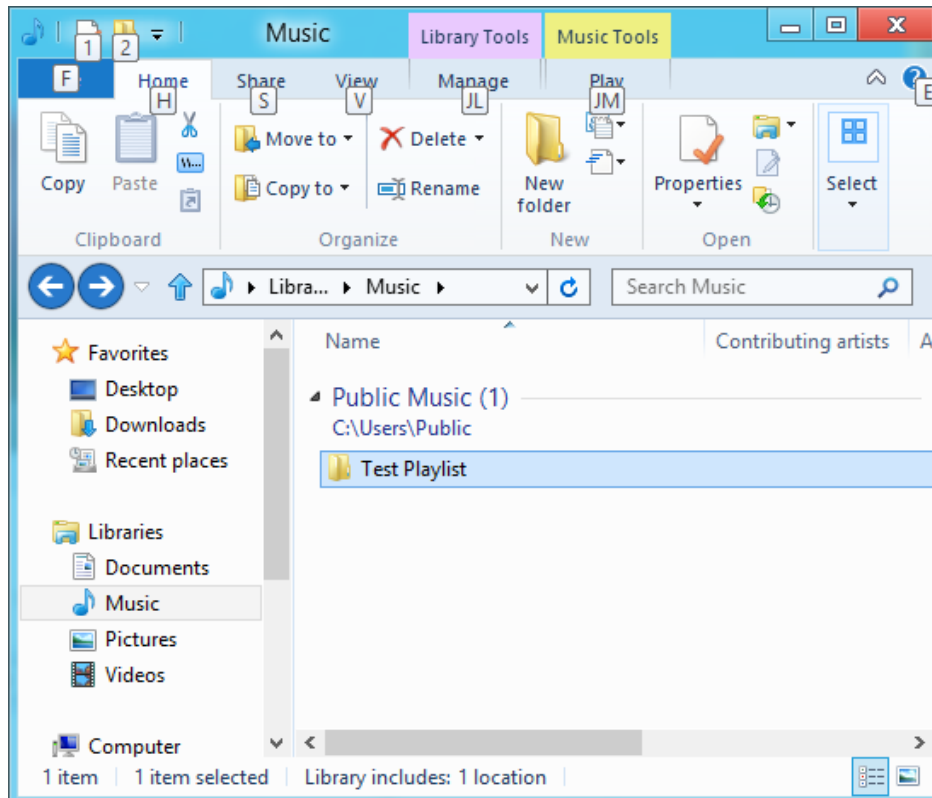 1 2 Music Library Tools Music Tools
F Home Share View Manage Play
H S V JL JM E
Move to Delete
W...
Copy Paste Copy to Rename New folder Properties Select
Clipboard Organize New Open
Libra... Music Search Music
Name Contributing artists A
Favorites
Desktop
Downloads
Recent places
Libraries
Documents
Music
Pictures
Videos
Computer
Public Music (1)
C:\Users\Public
Test Playlist
1 item 1 item selected Library includes: 1 location